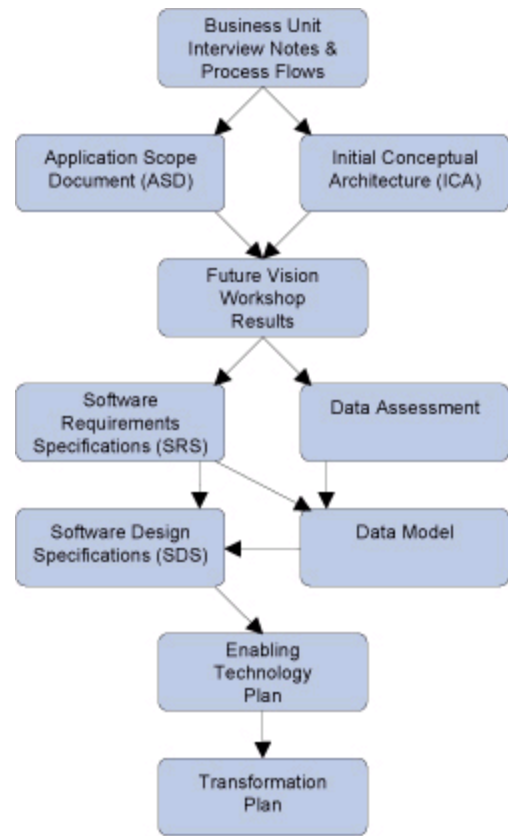 Business Unit
Interview Notes &
Process Flows
Application Scope
Document (ASD)
Initial Conceptual
Architecture (ICA)
Future Vision
Workshop
Results
Software
Requirements
Specifications (SRS)
Data Assessment
Software Design
Specifications (SDS)
Data Model
Enabling
Technology
Plan
Transformation
Plan